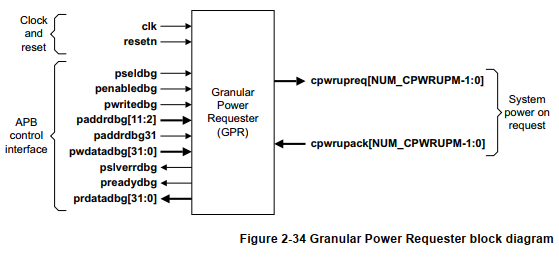 Clock
and
reset
clk
resetn
APB
control
interface
pseldbg
penabledbg
pwritedbg
paddrdbg[11:2]
paddrdbg31
pwdatadbg[31:0]
pslverrdbg
preadydbg
prdatadbg[31:0]
Granular
Power
Requester
(GPR)
cpwrupreq[NUM_CPWRUPM-1:0]
cpwrupack[NUM_CPWRUPM-1:0]
System
power on
request
Figure 2-34 Granular Power Requester block diagram